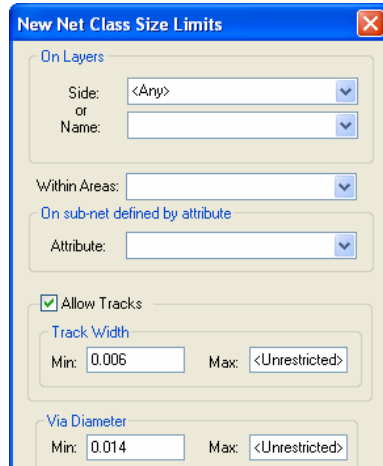 New Net Class Size Limits
On Layers
Side: <Any>
or
Name:
Within Areas:
On sub-net defined by attribute
Attribute:
Allow Tracks
Track Width
Min: 0.006 Max: <Unrestricted>
Via Diameter
Min: 0.014 Max: <Unrestricted>